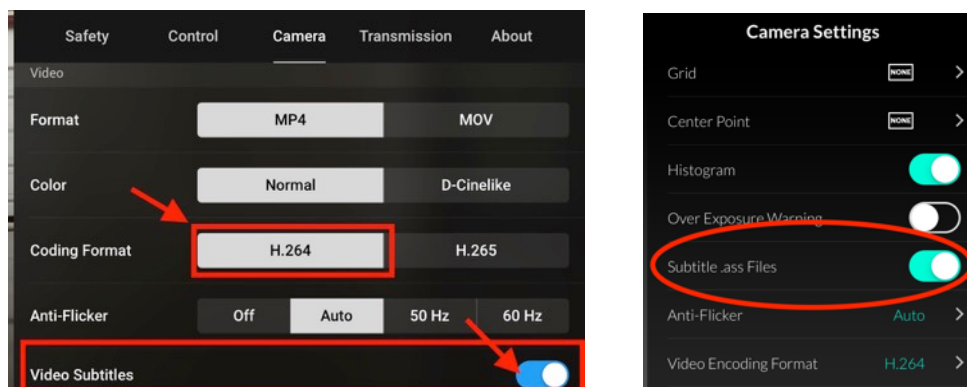 Safety Control Camera Transmission About
Video
Format MP4 MOV
Color Normal D-Cinelike
Coding Format H.264 H.265
Anti-Flicker Off Auto 50 Hz 60 Hz
Video Subtitles
Camera Settings
Grid NONE
Center Point NONE
Histogram
Over Exposure Warning
Subtitle .ass Files
Anti-Flicker Auto
Video Encoding Format H.264